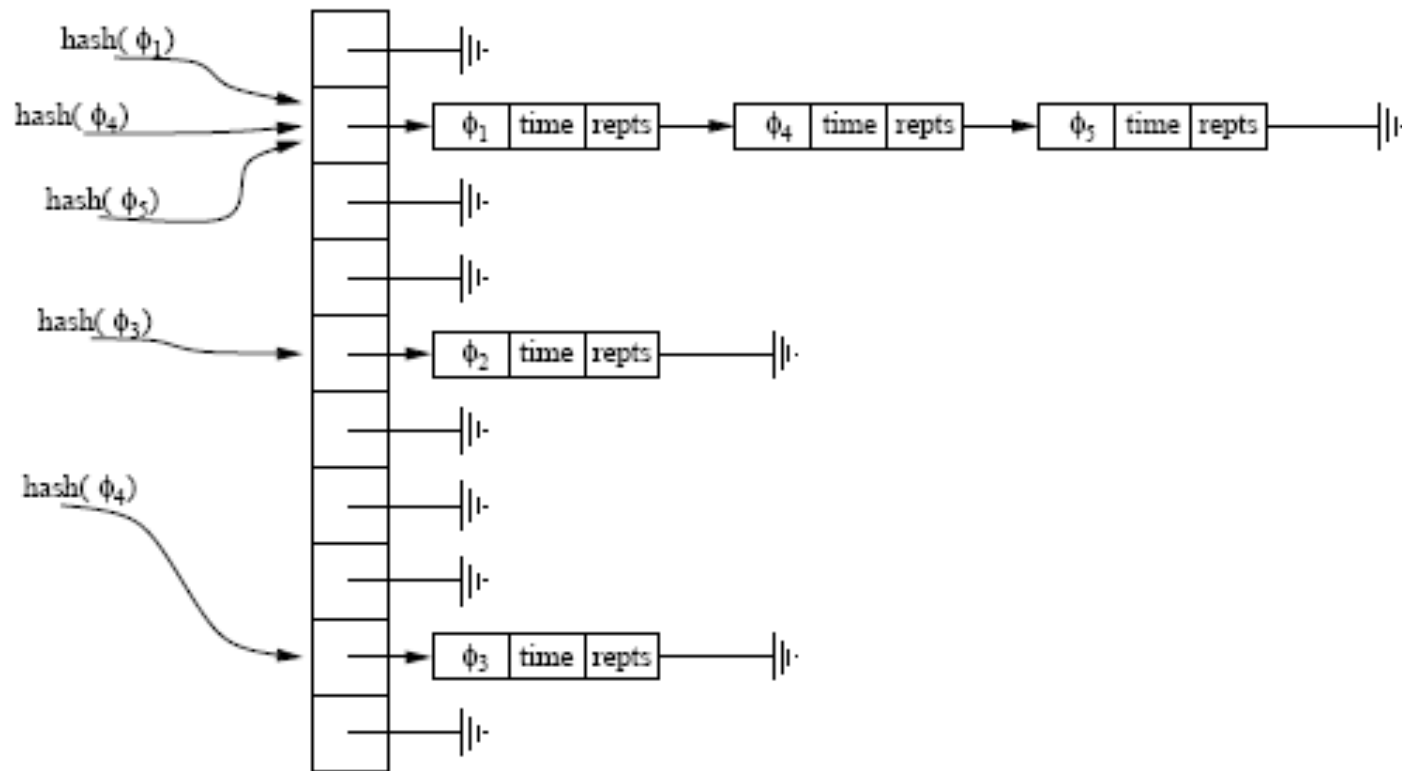 hash( ϕ₁)
hash( ϕ₄)
ϕ₁ time repts ϕ₄ time repts ϕ₅ time repts
hash( ϕ₅)
hash( ϕ₃)
ϕ₂ time repts
hash( ϕ₄)
ϕ₃ time repts